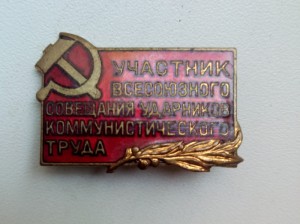 УЧАСТНИК
ВСЕСОЮЗНОГО
СОВЕЩАНИЯ УДАРНИКОВ
КОММУНИСТИЧЕСКОГО
ТРУДА